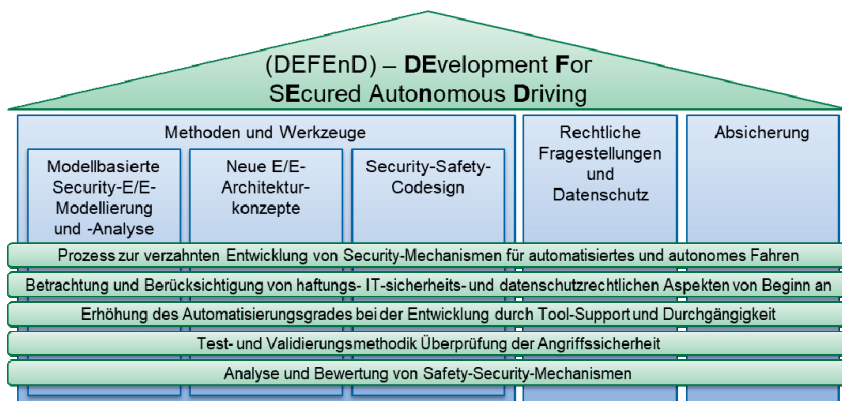 (DEFEnD) – DEvelopment For
SEcured Autonomous Driving
Methoden und Werkzeuge
Modellbasierte
Security-E/E-
Modellierung
und -Analyse
Neue E/E-
Architektur-
konzepte
Security-Safety-
Codesign
Rechtliche
Fragestellungen
und
Datenschutz
Absicherung
Prozess zur verzahnten Entwicklung von Security-Mechanismen für automatisiertes und autonomes Fahren
Betrachtung und Berücksichtigung von haftungs- IT-sicherheits- und datenschutzrechtlichen Aspekten von Beginn an
Erhöhung des Automatisierungsgrades bei der Entwicklung durch Tool-Support und Durchgängigkeit
Test- und Validierungsmethodik Überprüfung der Angriffssicherheit
Analyse und Bewertung von Safety-Security-Mechanismen